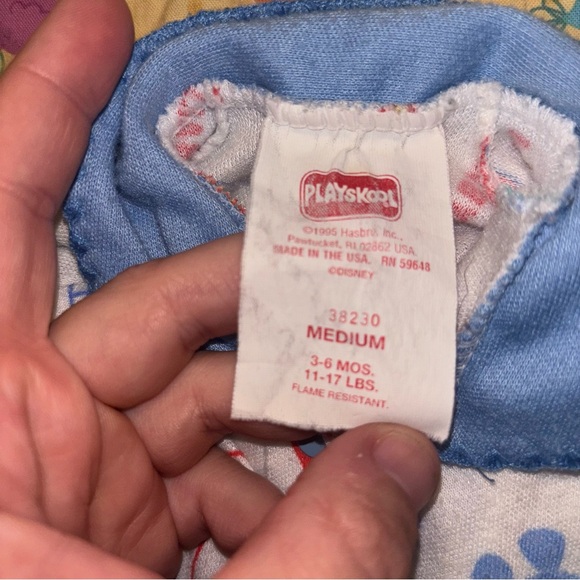 PLAYSKOOL
©1995 Hasbro, Inc.,
Pawtucket, RI 02862 USA.
MADE IN THE USA. RN 59648
©DISNEY
38230
MEDIUM
3-6 MOS.
11-17 LBS.
FLAME RESISTANT.